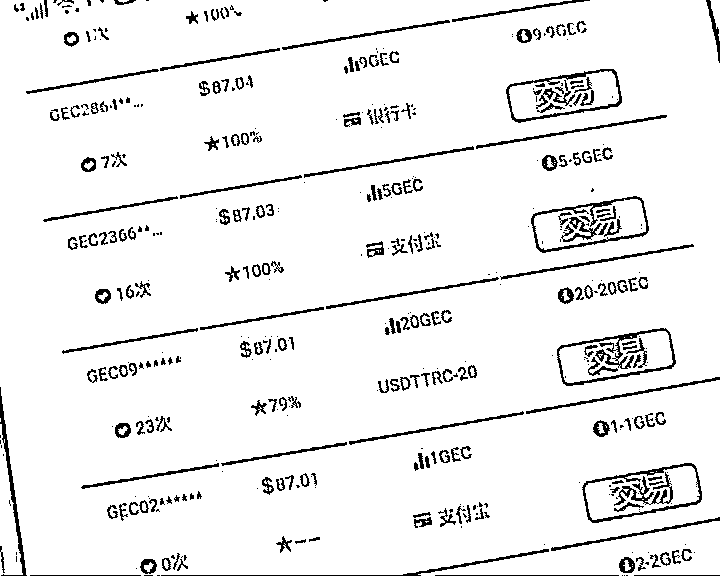 1次 ★100%
9-9GEC
GEC2864**... $87.04 9GEC
交易
7次 ★100% 银行卡
5-5GEC
GEC2366**... $87.03 5GEC
交易
16次 ★100% 支付宝
20-20GEC
GEC09****** $87.01 20GEC
交易
23次 ★79% USDTTRC-20
1-1GEC
GEC02****** $87.01 1GEC
交易
0次 ★-- 支付宝
2-2GEC